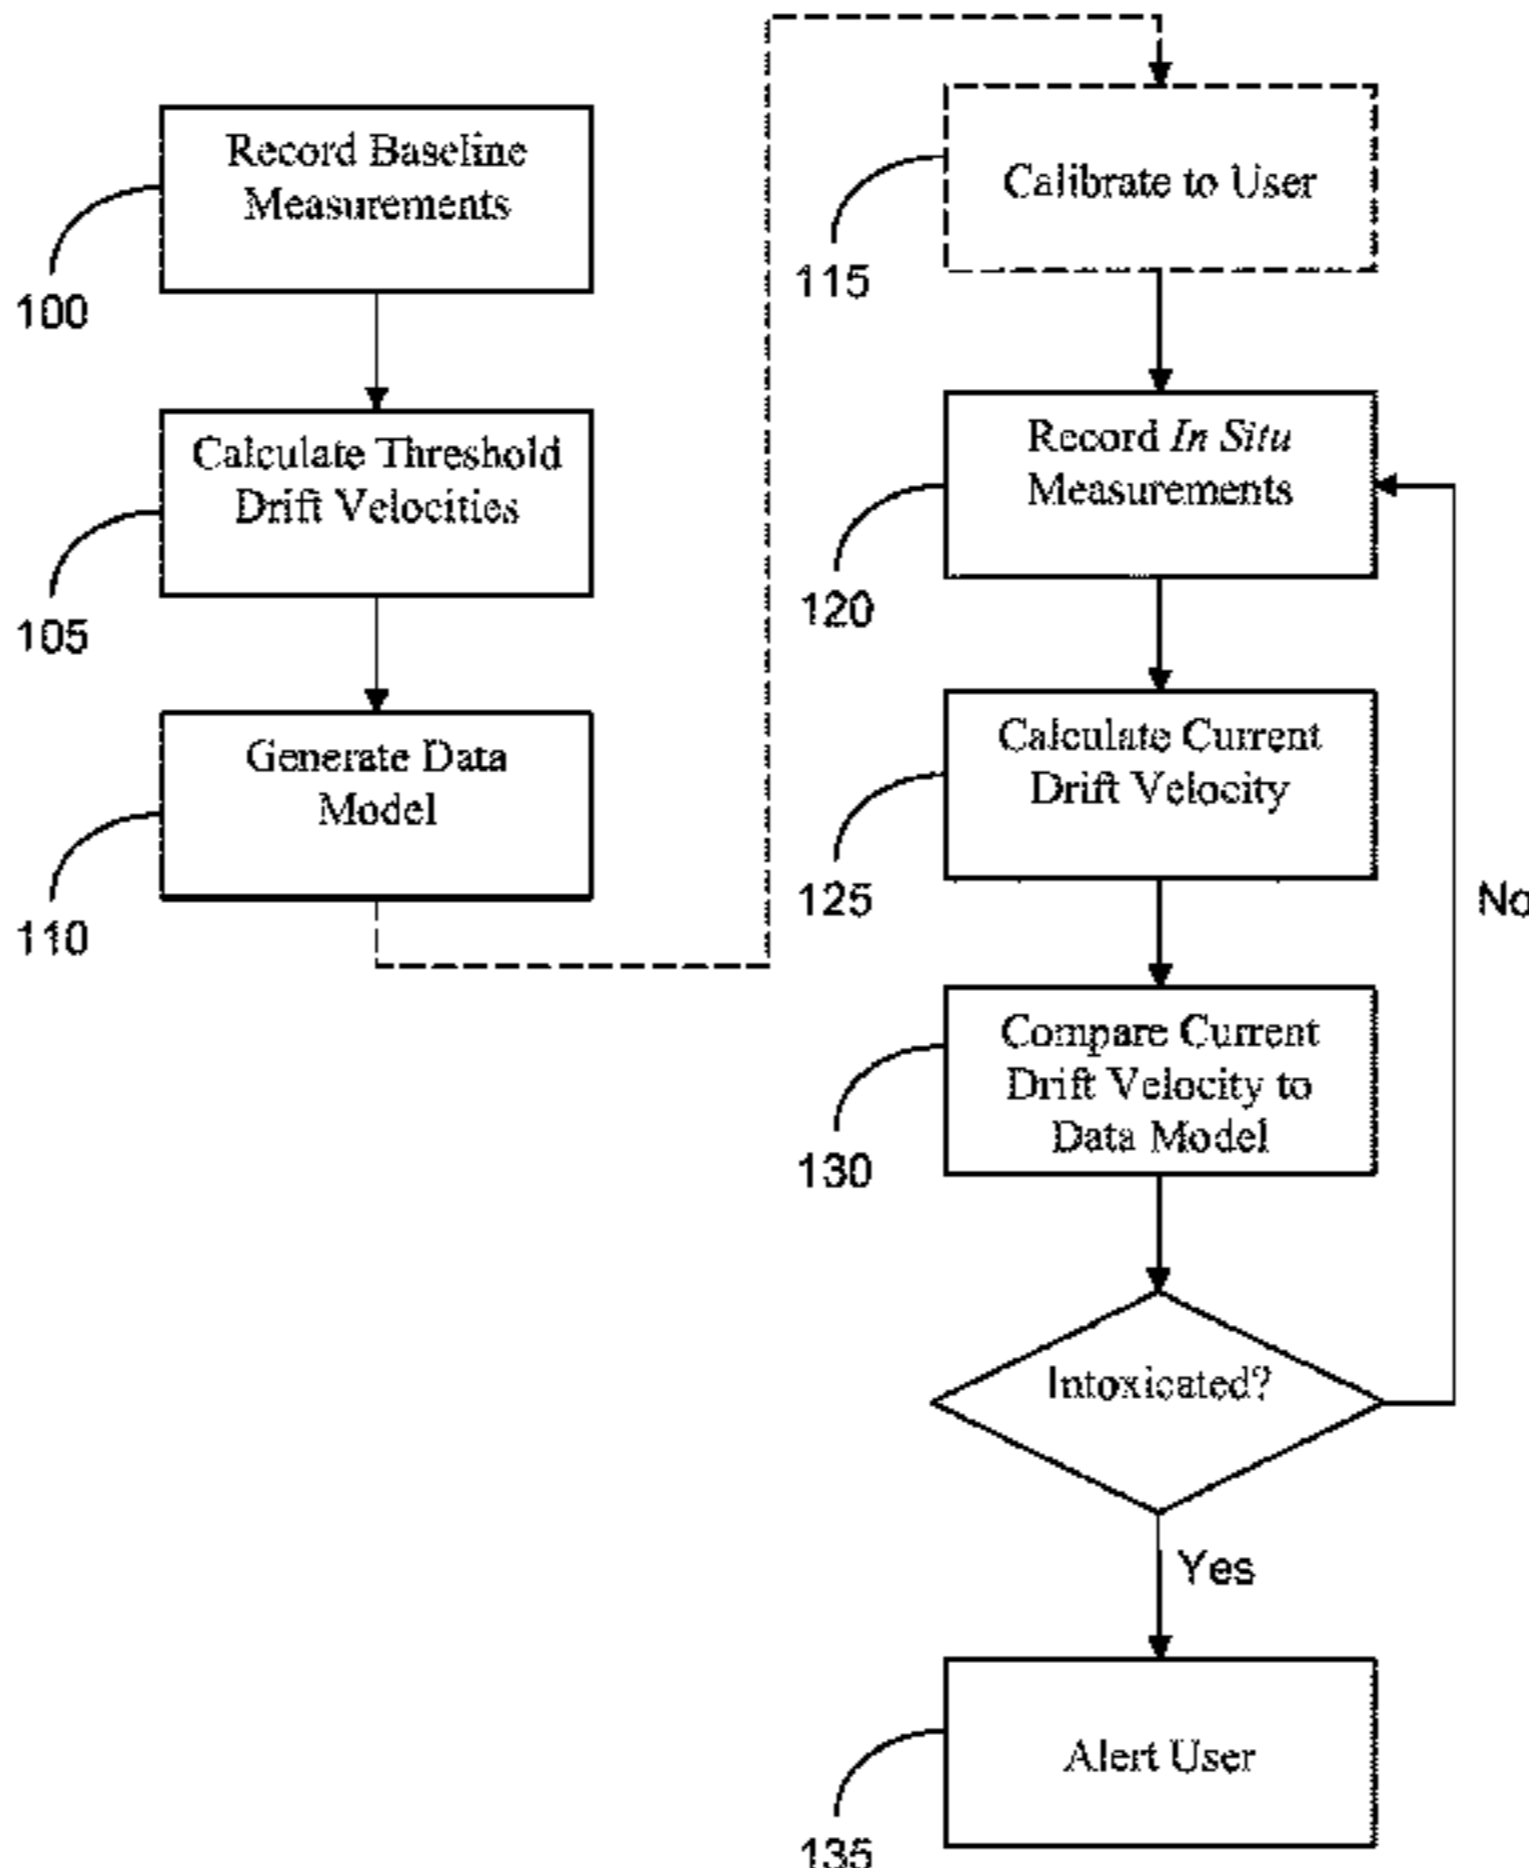 Record Baseline
Measurements
100
Calculate Threshold
Drift Velocities
105
Generate Data
Model
110
Calibrate to User
115
Record In Situ
Measurements
120
Calculate Current
Drift Velocity
125
No
Compare Current
Drift Velocity to
Data Model
130
Intoxicated?
Yes
Alert User
135